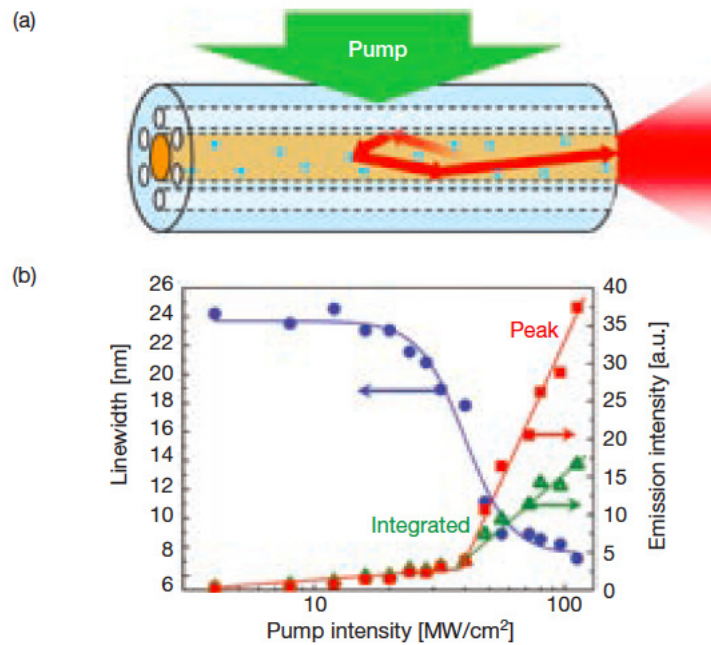 (a)
Pump
(b)
26
24
22
20
18
16
14
12
10
8
6
Linewidth [nm]
40
35
30
25
20
15
10
5
0
Emission intensity [a.u.]
Peak
Integrated
10
100
Pump intensity [MW/cm²]